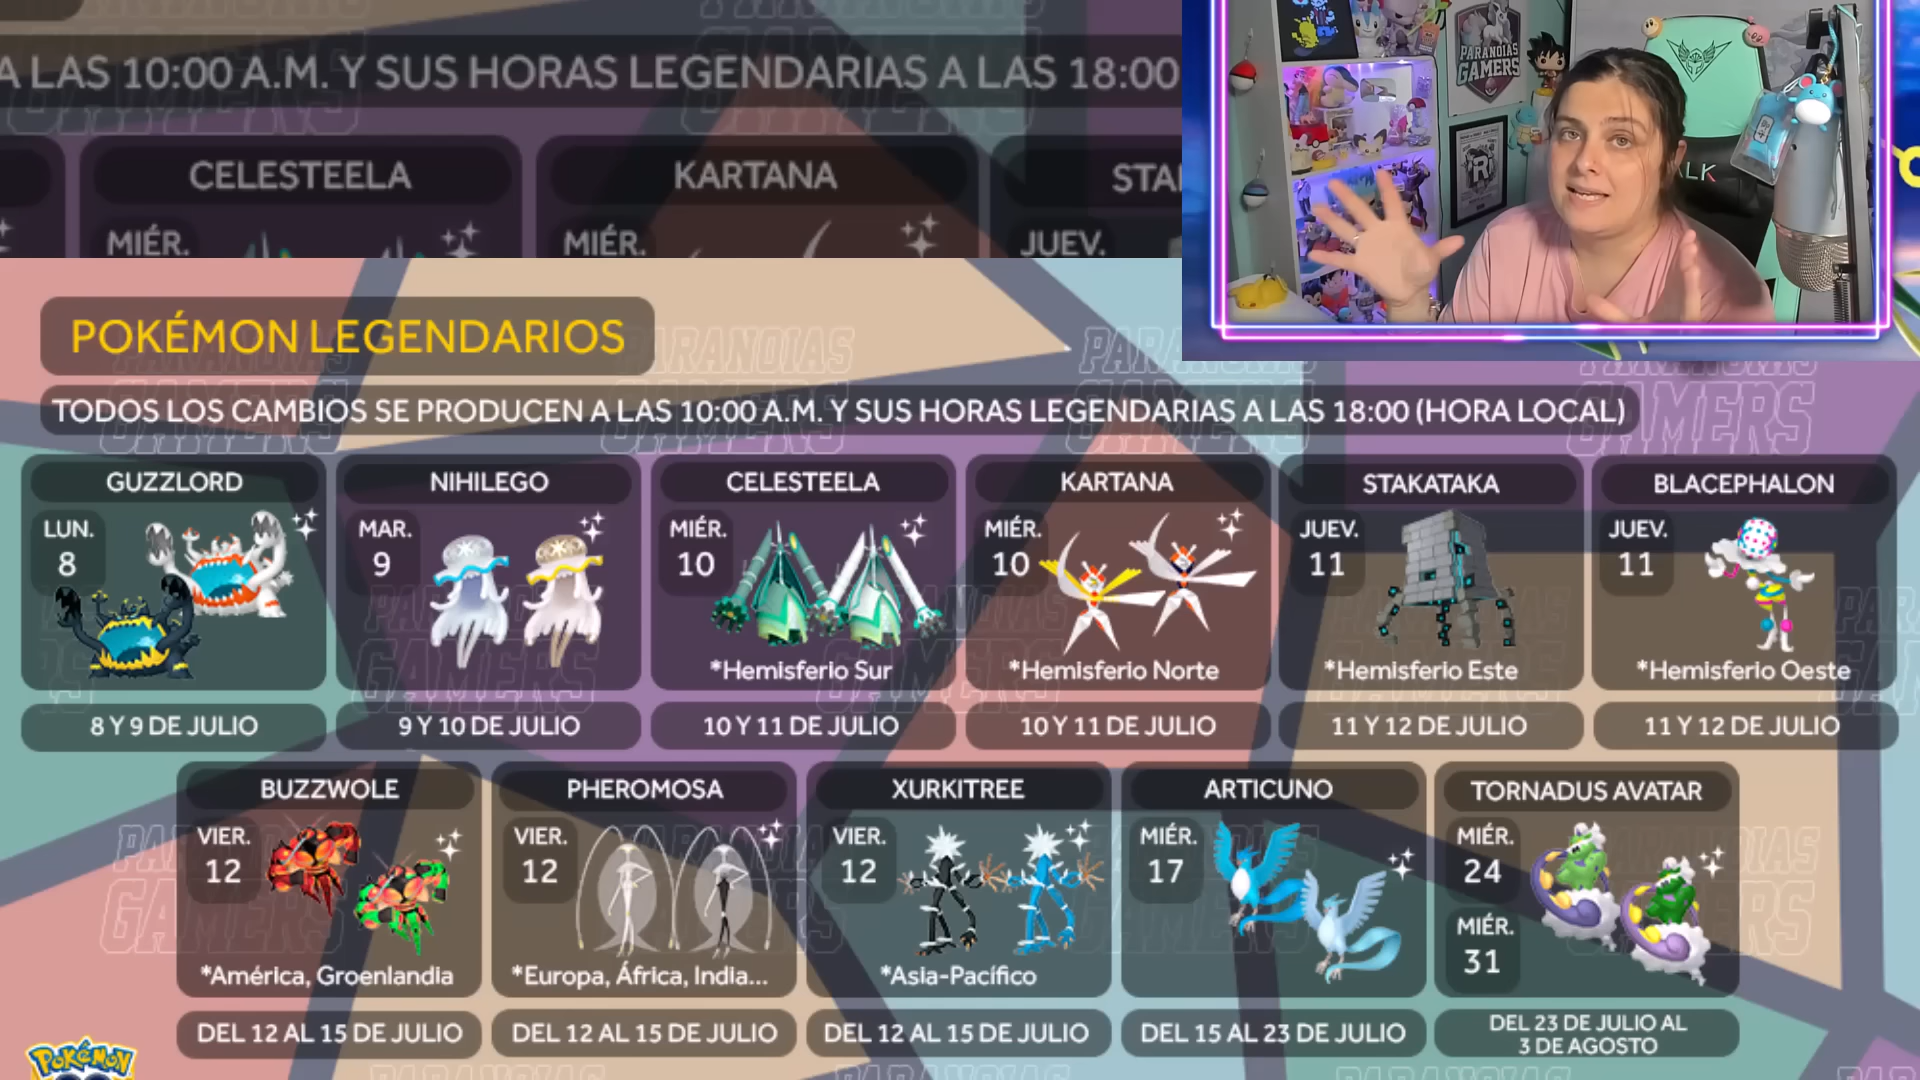 A LAS 10:00 A.M. Y SUS HORAS LEGENDARIAS A LAS 18:00
CELESTEELA
KARTANA
STA
MIÉR.
MIÉR.
JUEV.
PARANOIAS
GAMERS
R
ALK
POKÉMON LEGENDARIOS
TODOS LOS CAMBIOS SE PRODUCEN A LAS 10:00 A.M. Y SUS HORAS LEGENDARIAS A LAS 18:00 (HORA LOCAL)
GUZZLORD
LUN.
8
8 Y 9 DE JULIO
NIHILEGO
MAR.
9
9 Y 10 DE JULIO
CELESTEELA
MIÉR.
10
*Hemisferio Sur
10 Y 11 DE JULIO
KARTANA
MIÉR.
10
*Hemisferio Norte
10 Y 11 DE JULIO
STAKATAKA
JUEV.
11
*Hemisferio Este
11 Y 12 DE JULIO
BLACEPHALON
JUEV.
11
*Hemisferio Oeste
11 Y 12 DE JULIO
BUZZWOLE
VIER.
12
*América, Groenlandia
DEL 12 AL 15 DE JULIO
PHEROMOSA
VIER.
12
*Europa, África, India...
DEL 12 AL 15 DE JULIO
XURKITREE
VIER.
12
*Asia-Pacífico
DEL 12 AL 15 DE JULIO
ARTICUNO
MIÉR.
17
DEL 15 AL 23 DE JULIO
TORNADUS AVATAR
MIÉR.
24
MIÉR.
31
DEL 23 DE JULIO AL
3 DE AGOSTO
POKÉMON
PARANOIAS
GAMERS